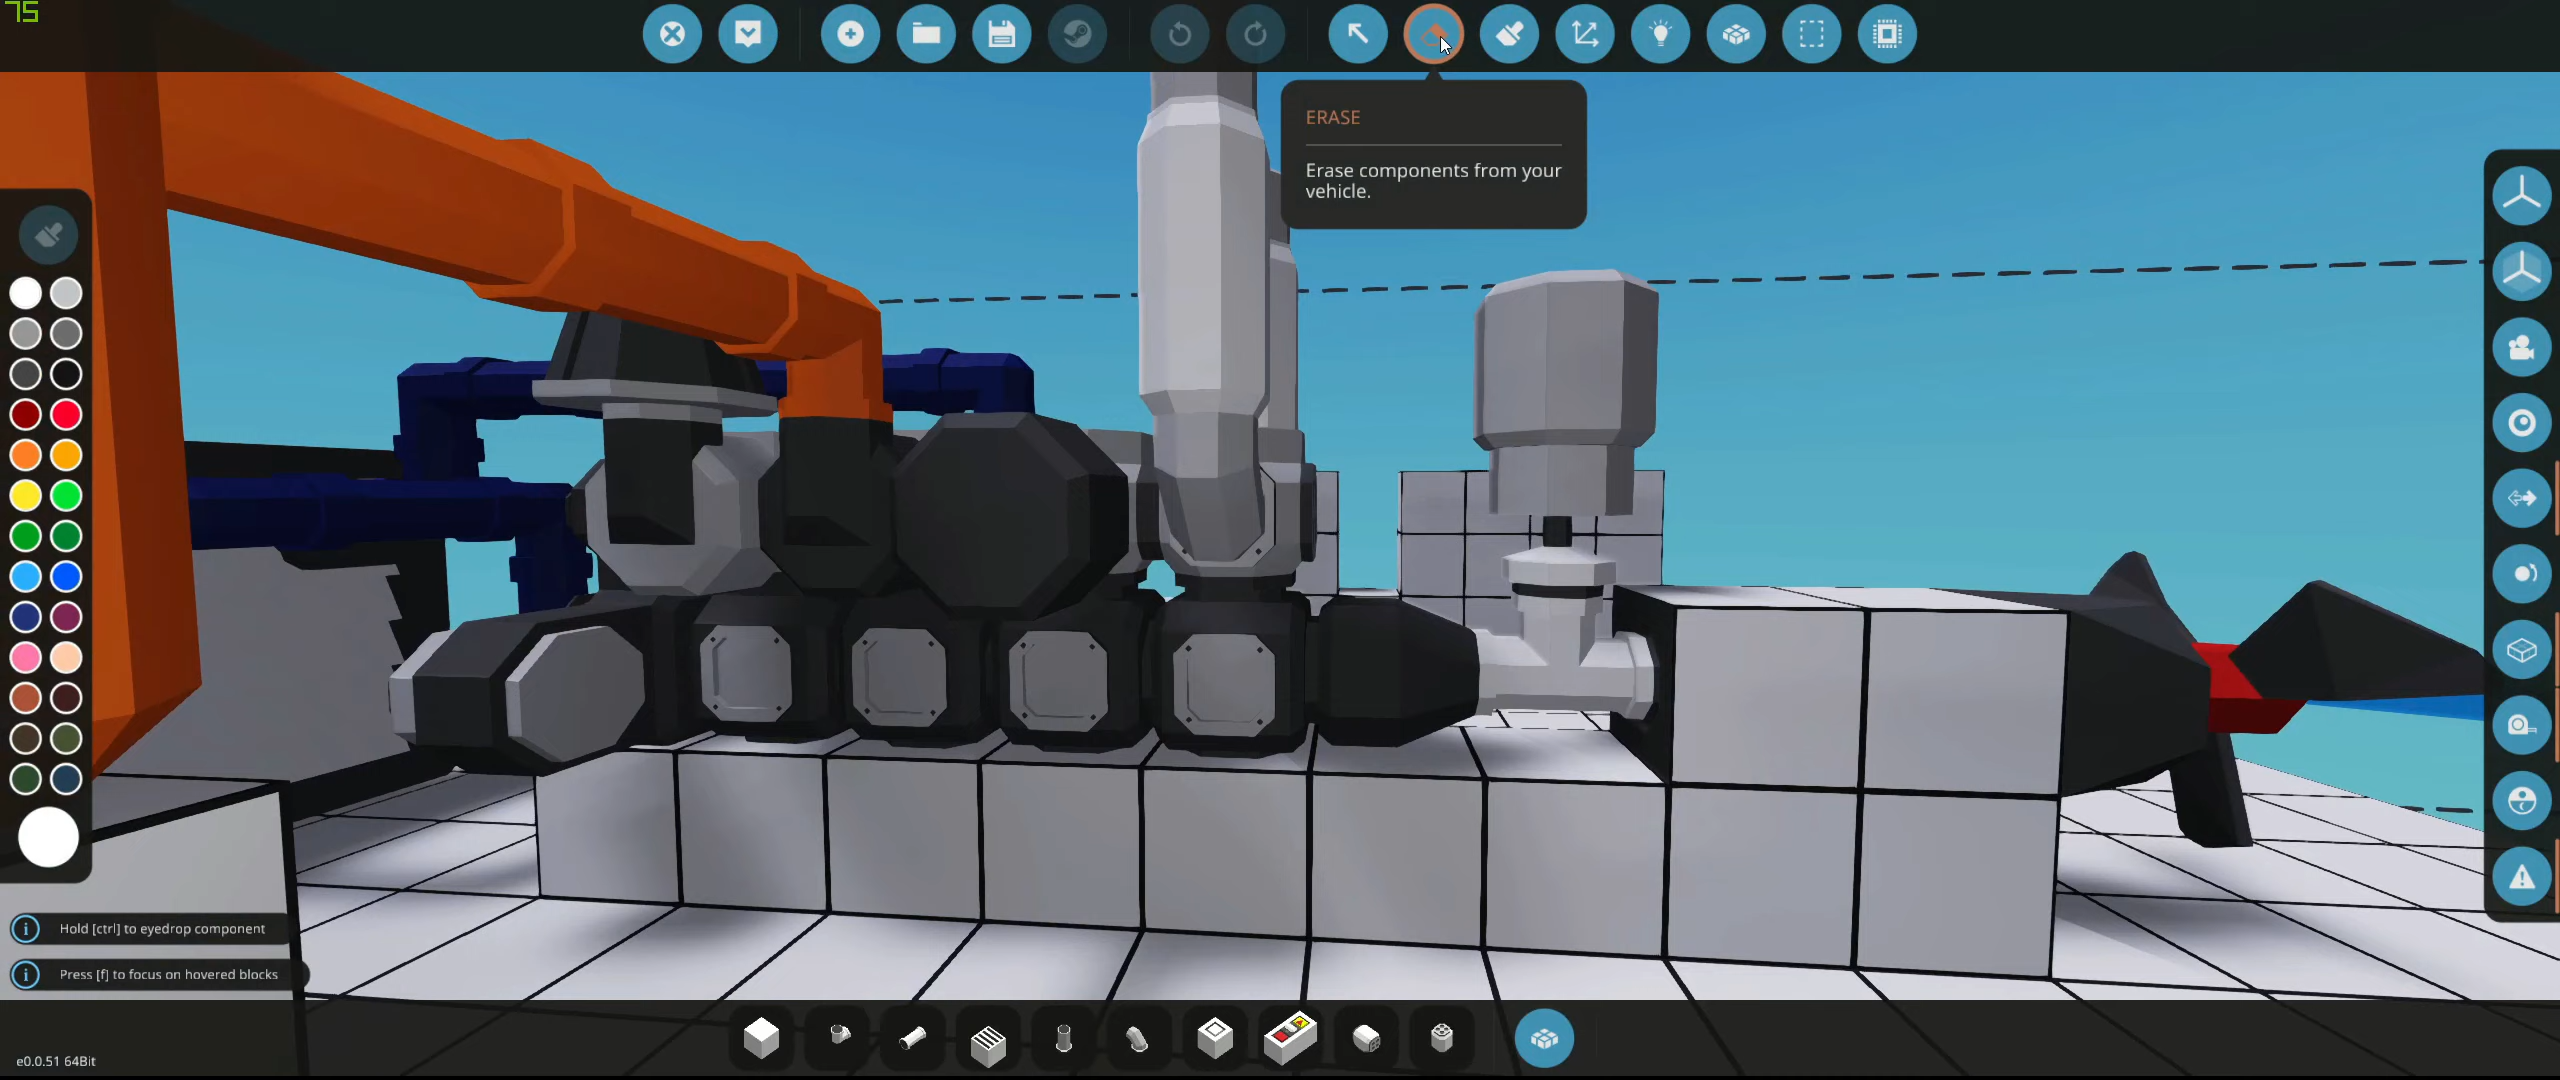 75
ERASE
Erase components from your
vehicle.
Hold [ctrl] to eyedrop component
Press [f] to focus on hovered blocks
e0.0.51 64Bit